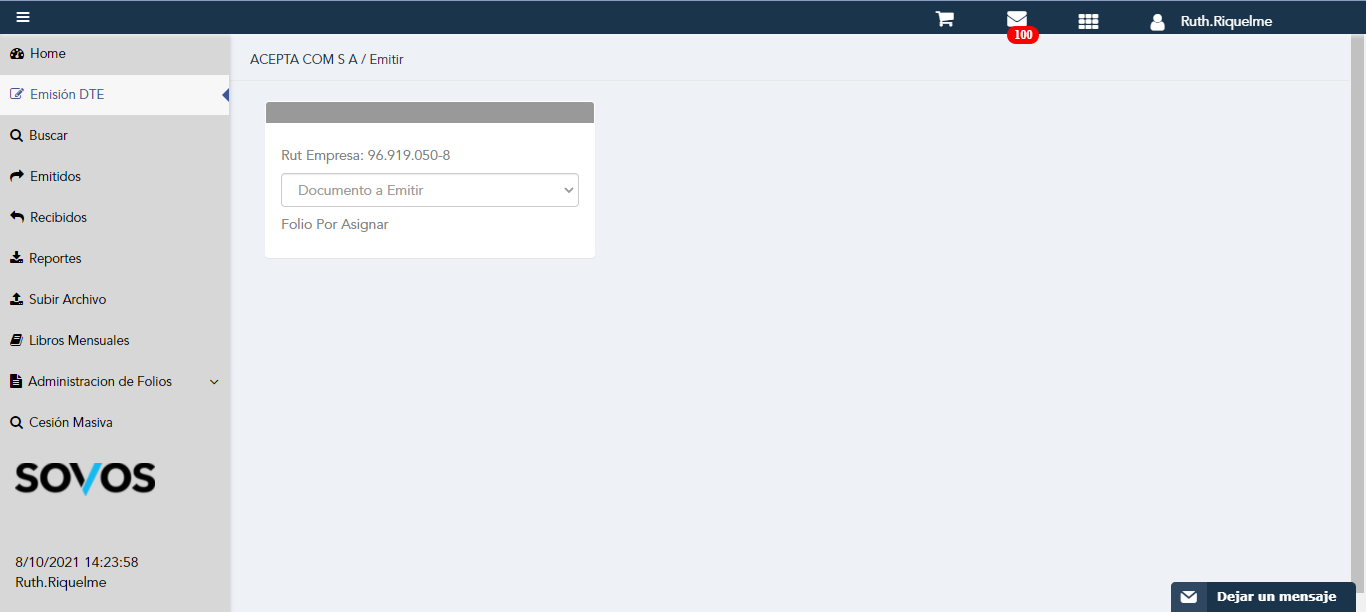 100
Ruth.Riquelme
Home
Emisión DTE
Buscar
Emitidos
Recibidos
Reportes
Subir Archivo
Libros Mensuales
Administracion de Folios
Cesión Masiva
SOVOS
8/10/2021 14:23:58
Ruth.Riquelme
ACEPTA COM S A / Emitir
Rut Empresa: 96.919.050-8
Documento a Emitir
Folio Por Asignar
Dejar un mensaje